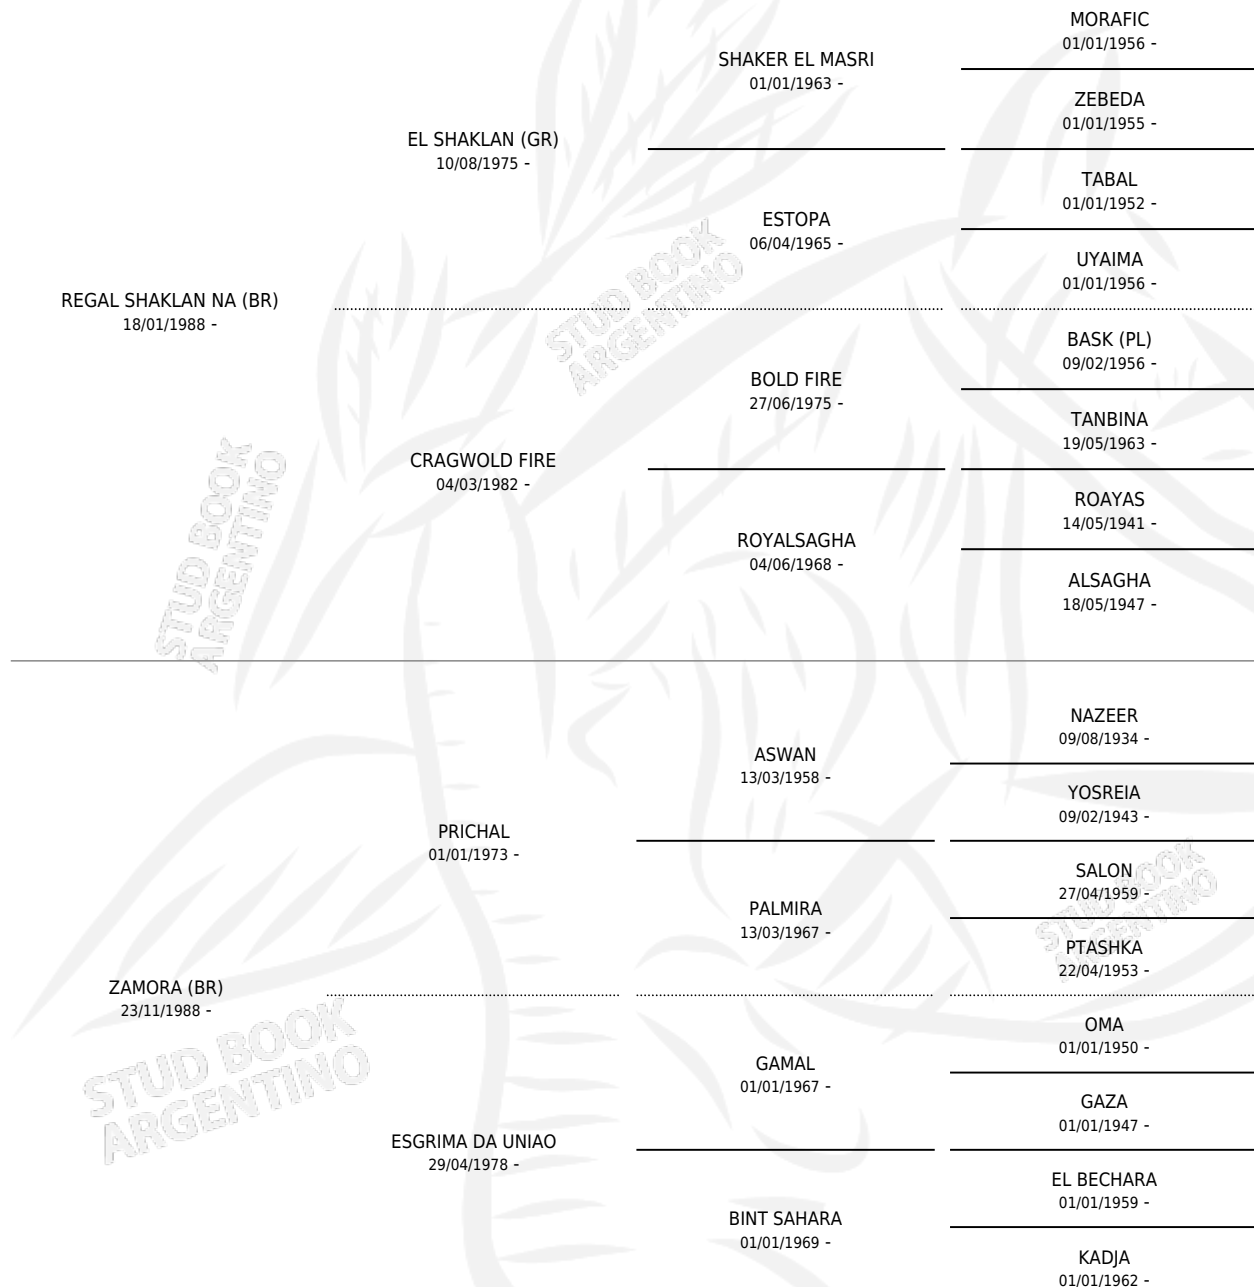 MORAFIC
01/01/1956 -
SHAKER EL MASRI
01/01/1963 -
ZEBEDA
01/01/1955 -
EL SHAKLAN (GR)
10/08/1975 -
TABAL
01/01/1952 -
ESTOPA
06/04/1965 -
UYAIMA
01/01/1956 -
REGAL SHAKLAN NA (BR)
18/01/1988 -
BASK (PL)
09/02/1956 -
BOLD FIRE
27/06/1975 -
TANBINA
19/05/1963 -
CRAGWOLD FIRE
04/03/1982 -
ROAYAS
14/05/1941 -
ROYALSAGHA
04/06/1968 -
ALSAGHA
18/05/1947 -
NAZEER
09/08/1934 -
ASWAN
13/03/1958 -
YOSREIA
09/02/1943 -
PRICHAL
01/01/1973 -
SALON
27/04/1959 -
PALMIRA
13/03/1967 -
PTASHKA
22/04/1953 -
ZAMORA (BR)
23/11/1988 -
OMA
01/01/1950 -
GAMAL
01/01/1967 -
GAZA
01/01/1947 -
ESGRIMA DA UNIAO
29/04/1978 -
EL BECHARA
01/01/1959 -
BINT SAHARA
01/01/1969 -
KADJA
01/01/1962 -
STUD BOOK
ARGENTINO
STUD BOOK
ARGENTINO
STUD BOOK
ARGENTINO
STUD BOOK
ARGENTINO